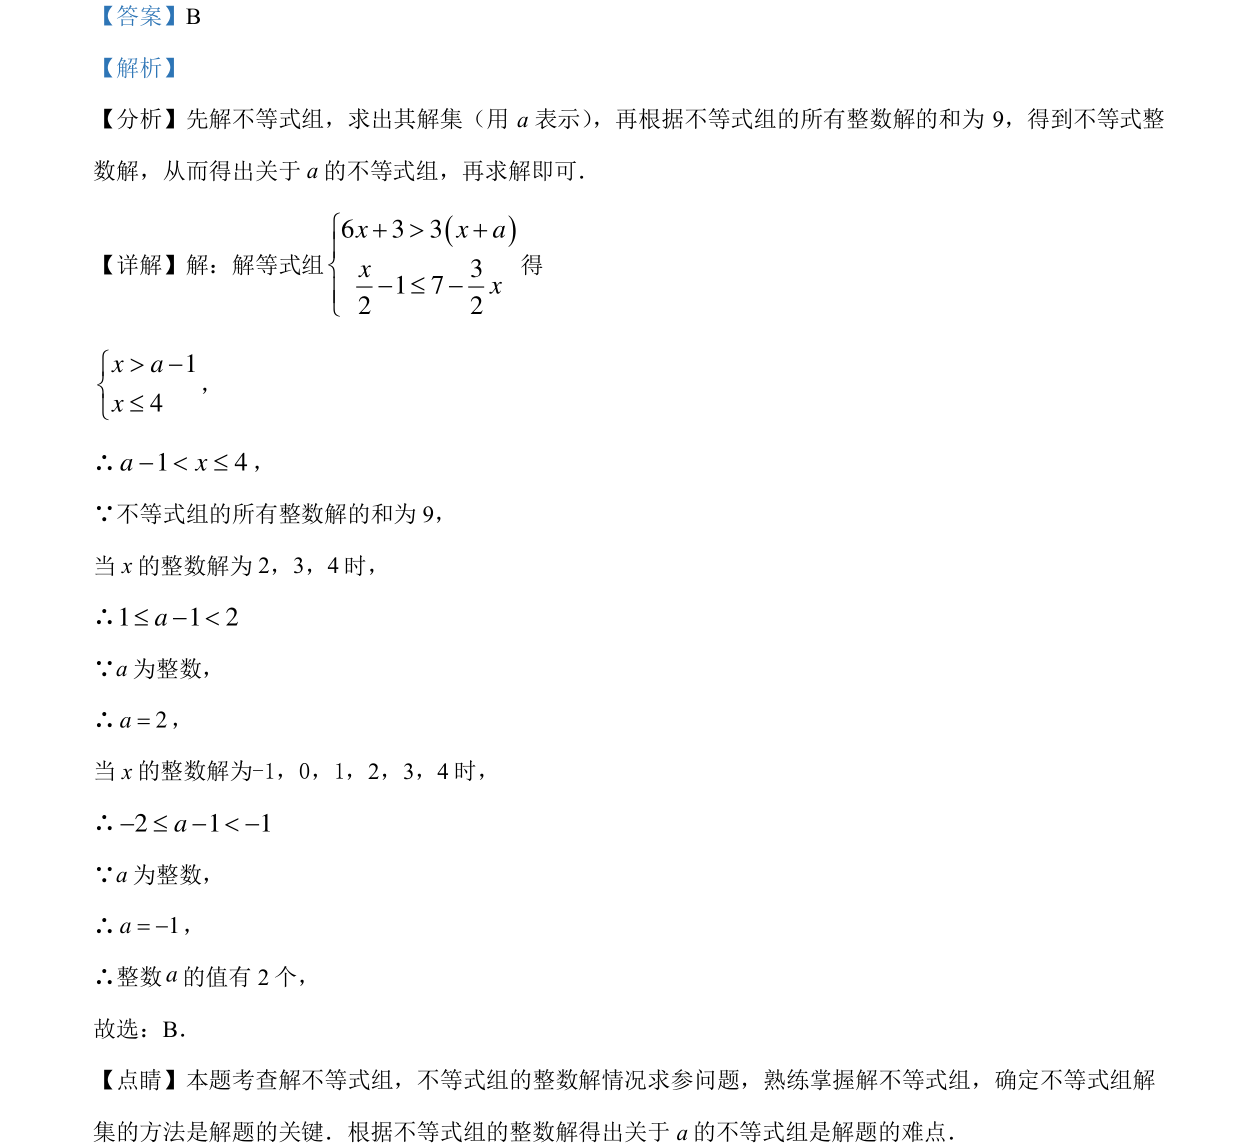 【答案】B
【解析】
【分析】先解不等式组，求出其解集（用 a 表示），再根据不等式组的所有整数解的和为 9，得到不等式整
数解，从而得出关于 a 的不等式组，再求解即可．
【详解】解：解等式组 { 6x+3>3(x+a)  x/2 −1≤7− 3/2 x 得
{ x>a−1  x≤4 ，
∴a−1<x≤4，
∵不等式组的所有整数解的和为 9，
当 x 的整数解为 2，3，4 时，
∴1≤a−1<2
∵a 为整数，
∴a=2，
当 x 的整数解为-1，0，1，2，3，4 时，
∴−2≤a−1<−1
∵a 为整数，
∴a=−1，
∴整数 a 的值有 2 个，
故选：B．
【点睛】本题考查解不等式组，不等式组的整数解情况求参问题，熟练掌握解不等式组，确定不等式组解
集的方法是解题的关键．根据不等式组的整数解得出关于 a 的不等式组是解题的难点．